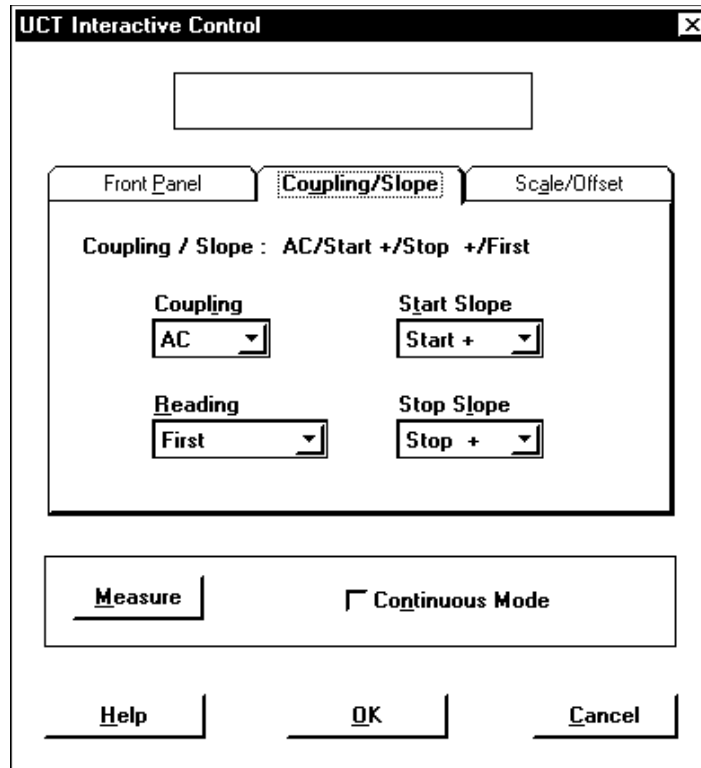 UCT Interactive Control
Front Panel Coupling/Slope Scale/Offset
Coupling / Slope : AC/Start +/Stop +/First
Coupling Start Slope
AC Start +
Reading Stop Slope
First Stop +
Measure Continuous Mode
Help OK Cancel